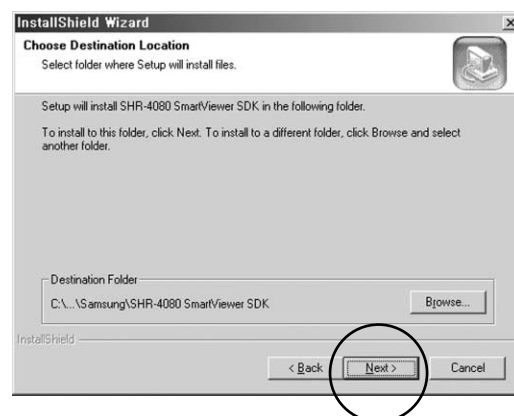 InstallShield Wizard
Choose Destination Location
Select folder where Setup will install files.
Setup will install SHR-4080 SmartViewer SDK in the following folder.
To install to this folder, click Next. To install to a different folder, click Browse and select
another folder.
Destination Folder
C:\...\Samsung\SHR-4080 SmartViewer SDK
Browse...
InstallShield
< Back
Next >
Cancel